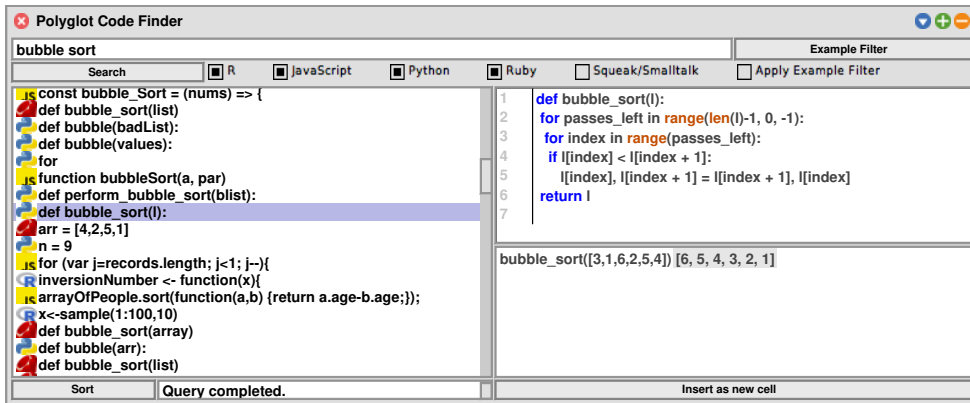 Polyglot Code Finder
bubble sort
Example Filter
Search
R
JavaScript
Python
Ruby
Squeak/Smalltalk
Apply Example Filter
JS const bubble_Sort = (nums) => {
def bubble_sort(list)
def bubble(badList):
def bubble(values):
for
JS function bubbleSort(a, par)
def perform_bubble_sort(blist):
def bubble_sort(l):
arr = [4,2,5,1]
n = 9
JS for (var j=records.length; j<1; j--){
R inversionNumber <- function(x){
JS arrayOfPeople.sort(function(a,b) {return a.age-b.age;});
R x<-sample(1:100,10)
def bubble_sort(array)
def bubble(arr):
def bubble_sort(list)
1 def bubble_sort(l):
2 for passes_left in range(len(l)-1, 0, -1):
3 for index in range(passes_left):
4 if l[index] < l[index + 1]:
5 l[index], l[index + 1] = l[index + 1], l[index]
6 return l
7
bubble_sort([3,1,6,2,5,4]) [6, 5, 4, 3, 2, 1]
Sort
Query completed.
Insert as new cell